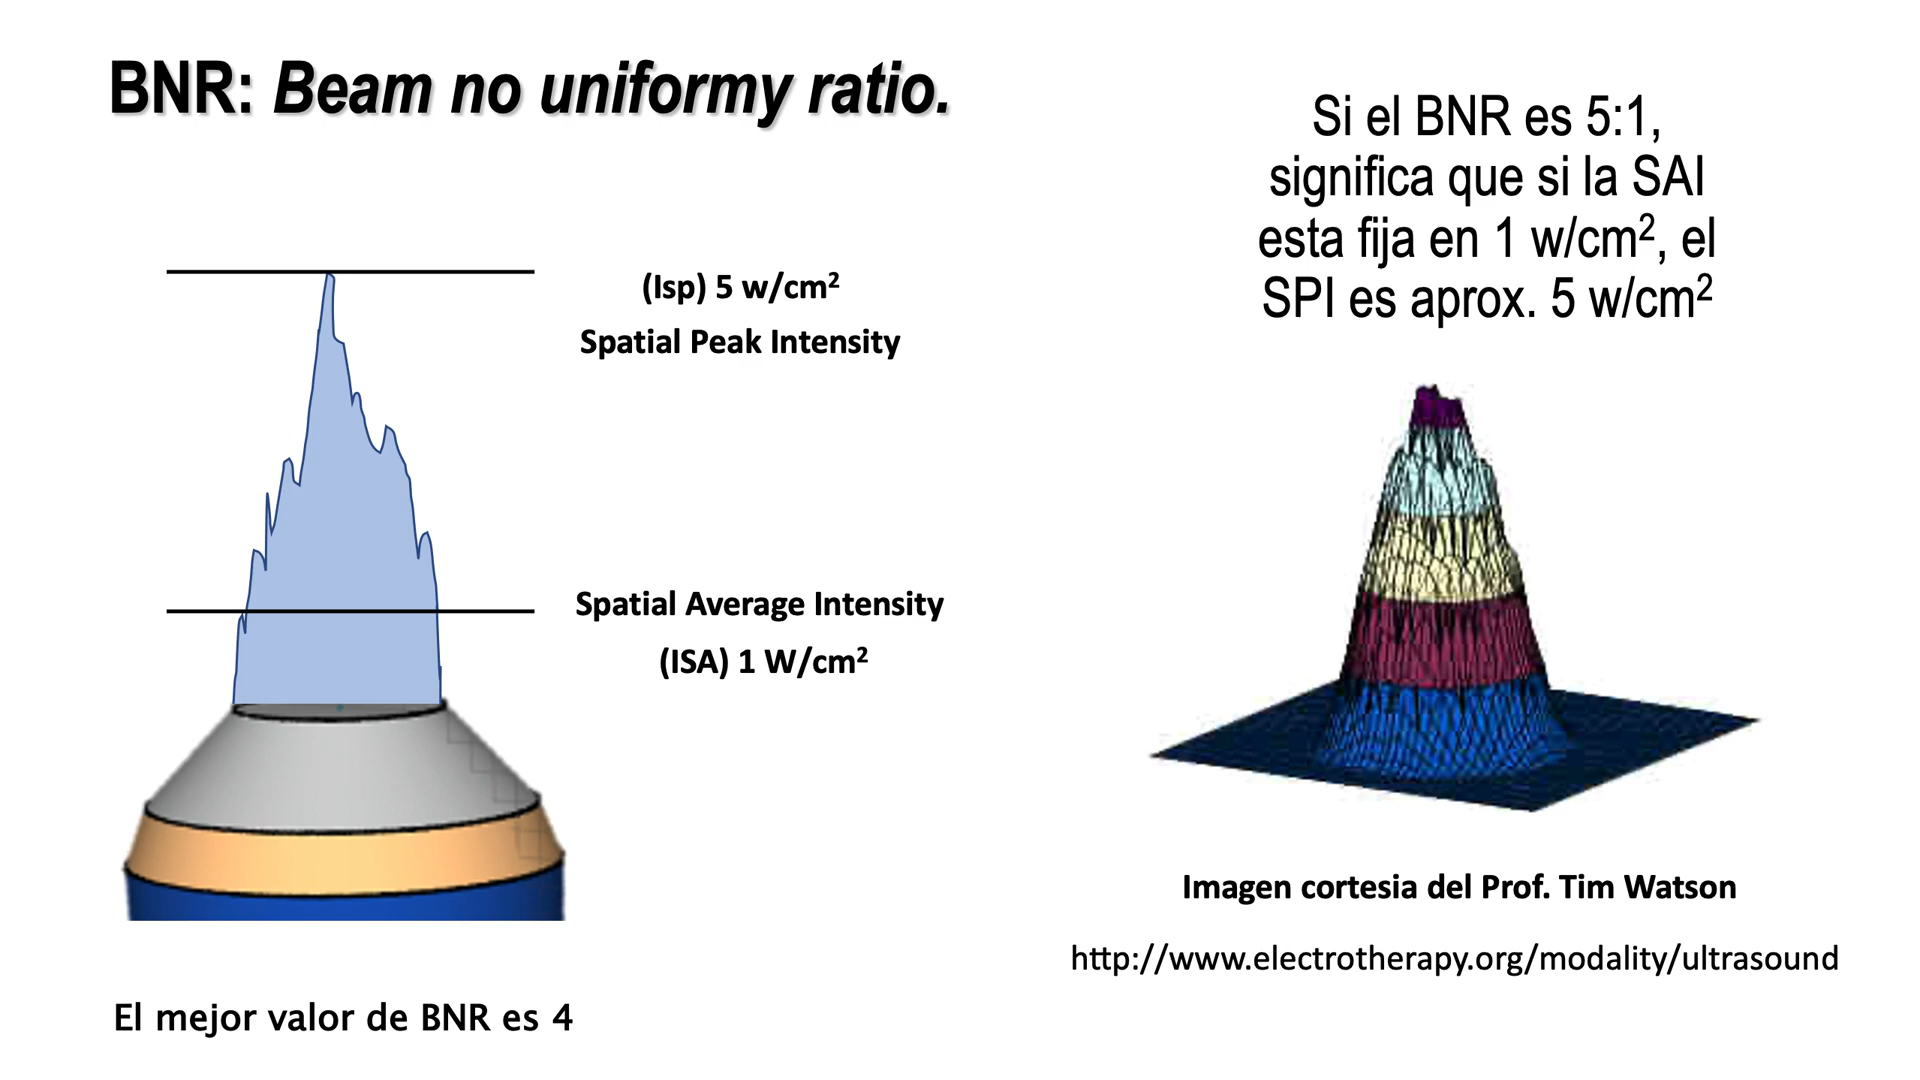 BNR: Beam no uniformy ratio.
Si el BNR es 5:1,
significa que si la SAI
esta fija en 1 w/cm², el
SPI es aprox. 5 w/cm²
(Isp) 5 w/cm²
Spatial Peak Intensity
Spatial Average Intensity
(ISA) 1 W/cm²
Imagen cortesia del Prof. Tim Watson
http://www.electrotherapy.org/modality/ultrasound
El mejor valor de BNR es 4